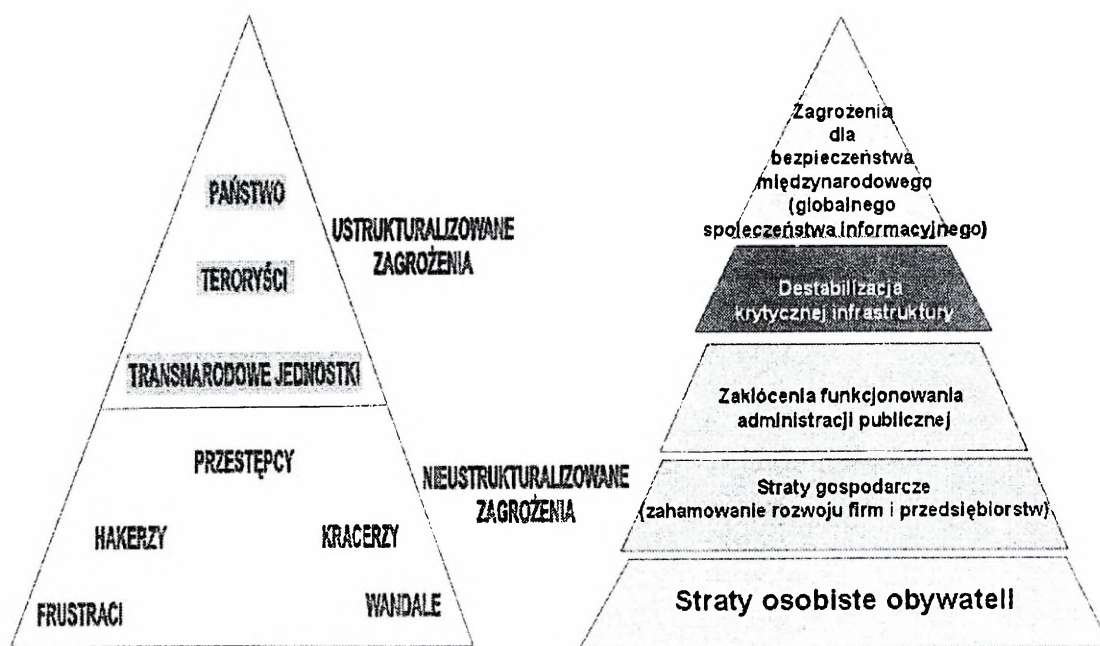 PAŃSTWO
TERORYŚCI
TRANSNARODOWE JEDNOSTKI
USTRUKTURALIZOWANE
ZAGROŻENIA
PRZESTĘPCY
HAKERZY
KRACERZY
FRUSTRACI
WANDALE
NIEUSTRUKTURALIZOWANE
ZAGROŻENIA
Zagrożenia
dla
bezpieczeństwa
międzynarodowego
(globalnego
społeczeństwa informacyjnego)
Destabilizacja
krytycznej infrastruktury
Zakłócenia funkcjonowania
administracji publicznej
Straty gospodarcze
(zahamowanie rozwoju firm i przedsiębiorstw)
Straty osobiste obywateli